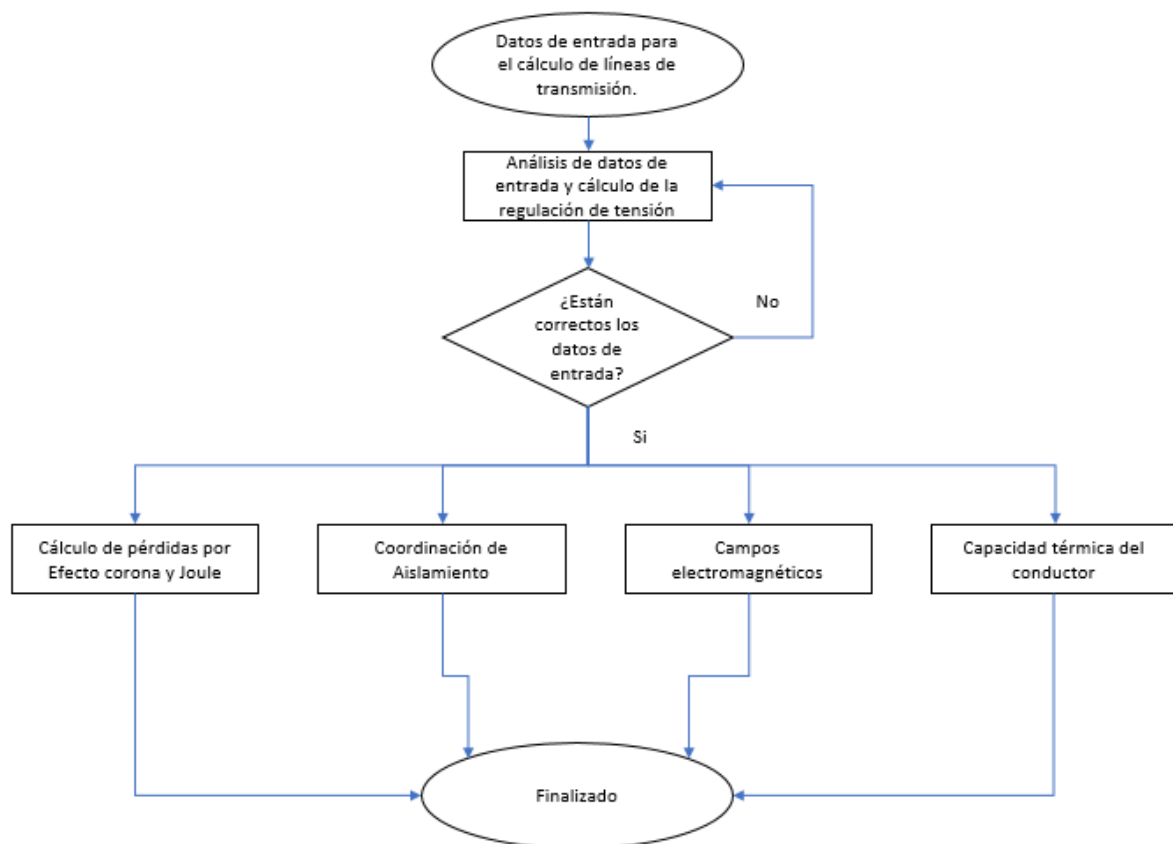 Datos de entrada para
el cálculo de líneas de
transmisión.
Análisis de datos de
entrada y cálculo de la
regulación de tensión
¿Están
correctos los
datos de
entrada?
No
Si
Cálculo de pérdidas por
Efecto corona y Joule
Coordinación de
Aislamiento
Campos
electromagnéticos
Capacidad térmica del
conductor
Finalizado